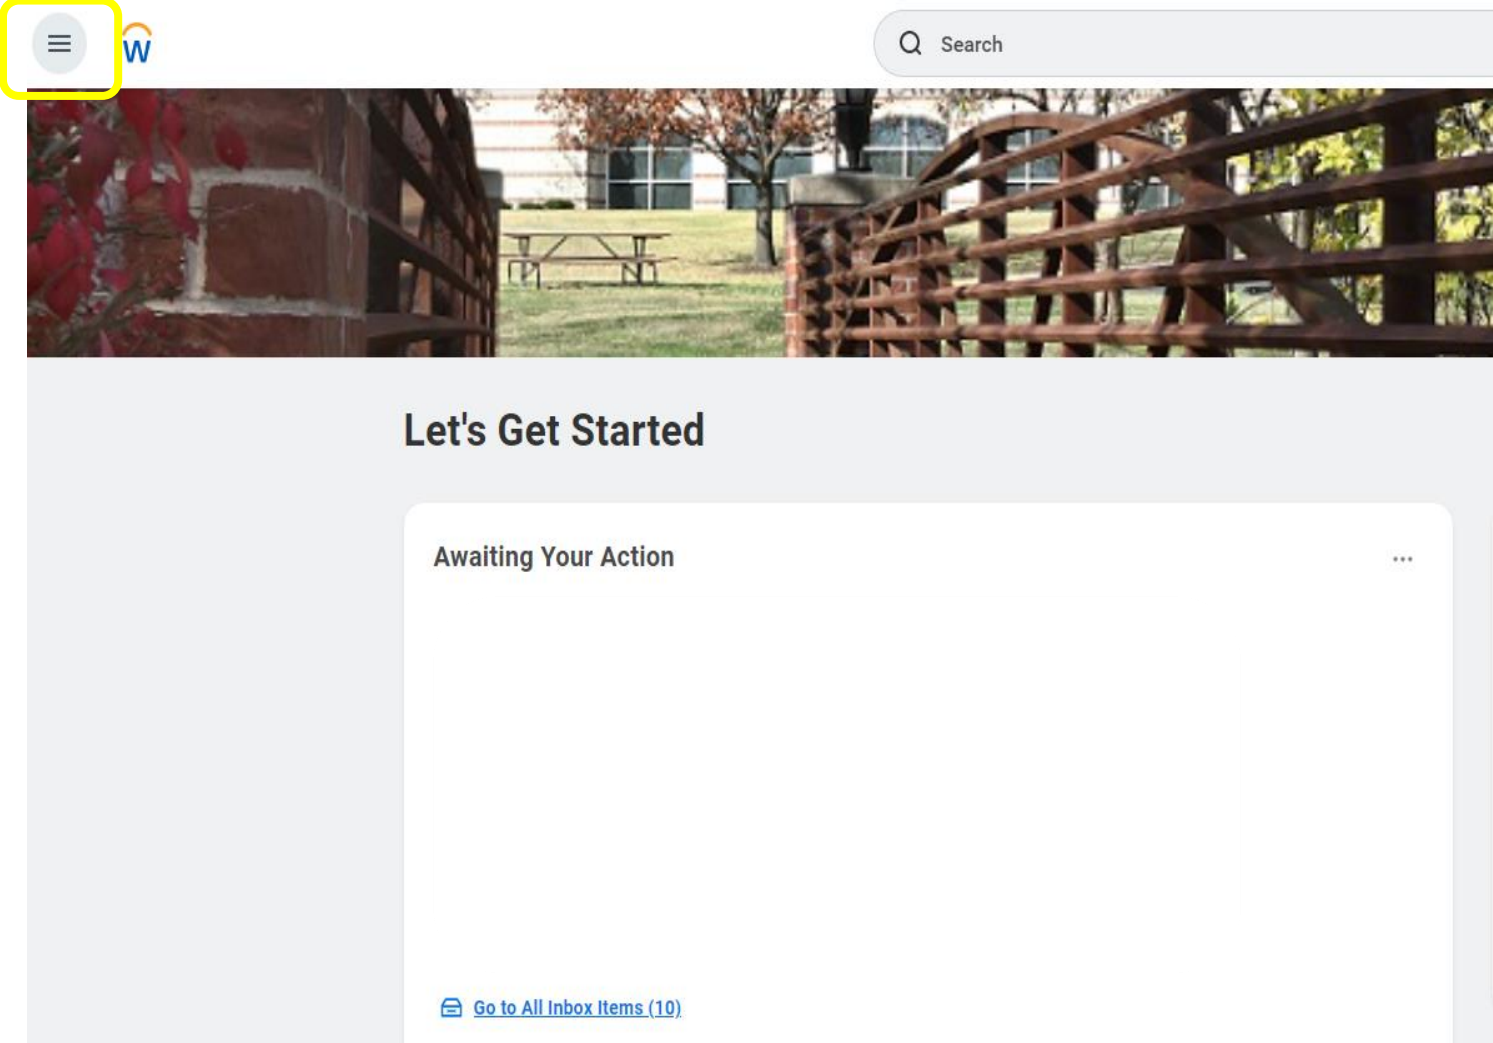 W
Search
Let's Get Started
Awaiting Your Action
Go to All Inbox Items (10)